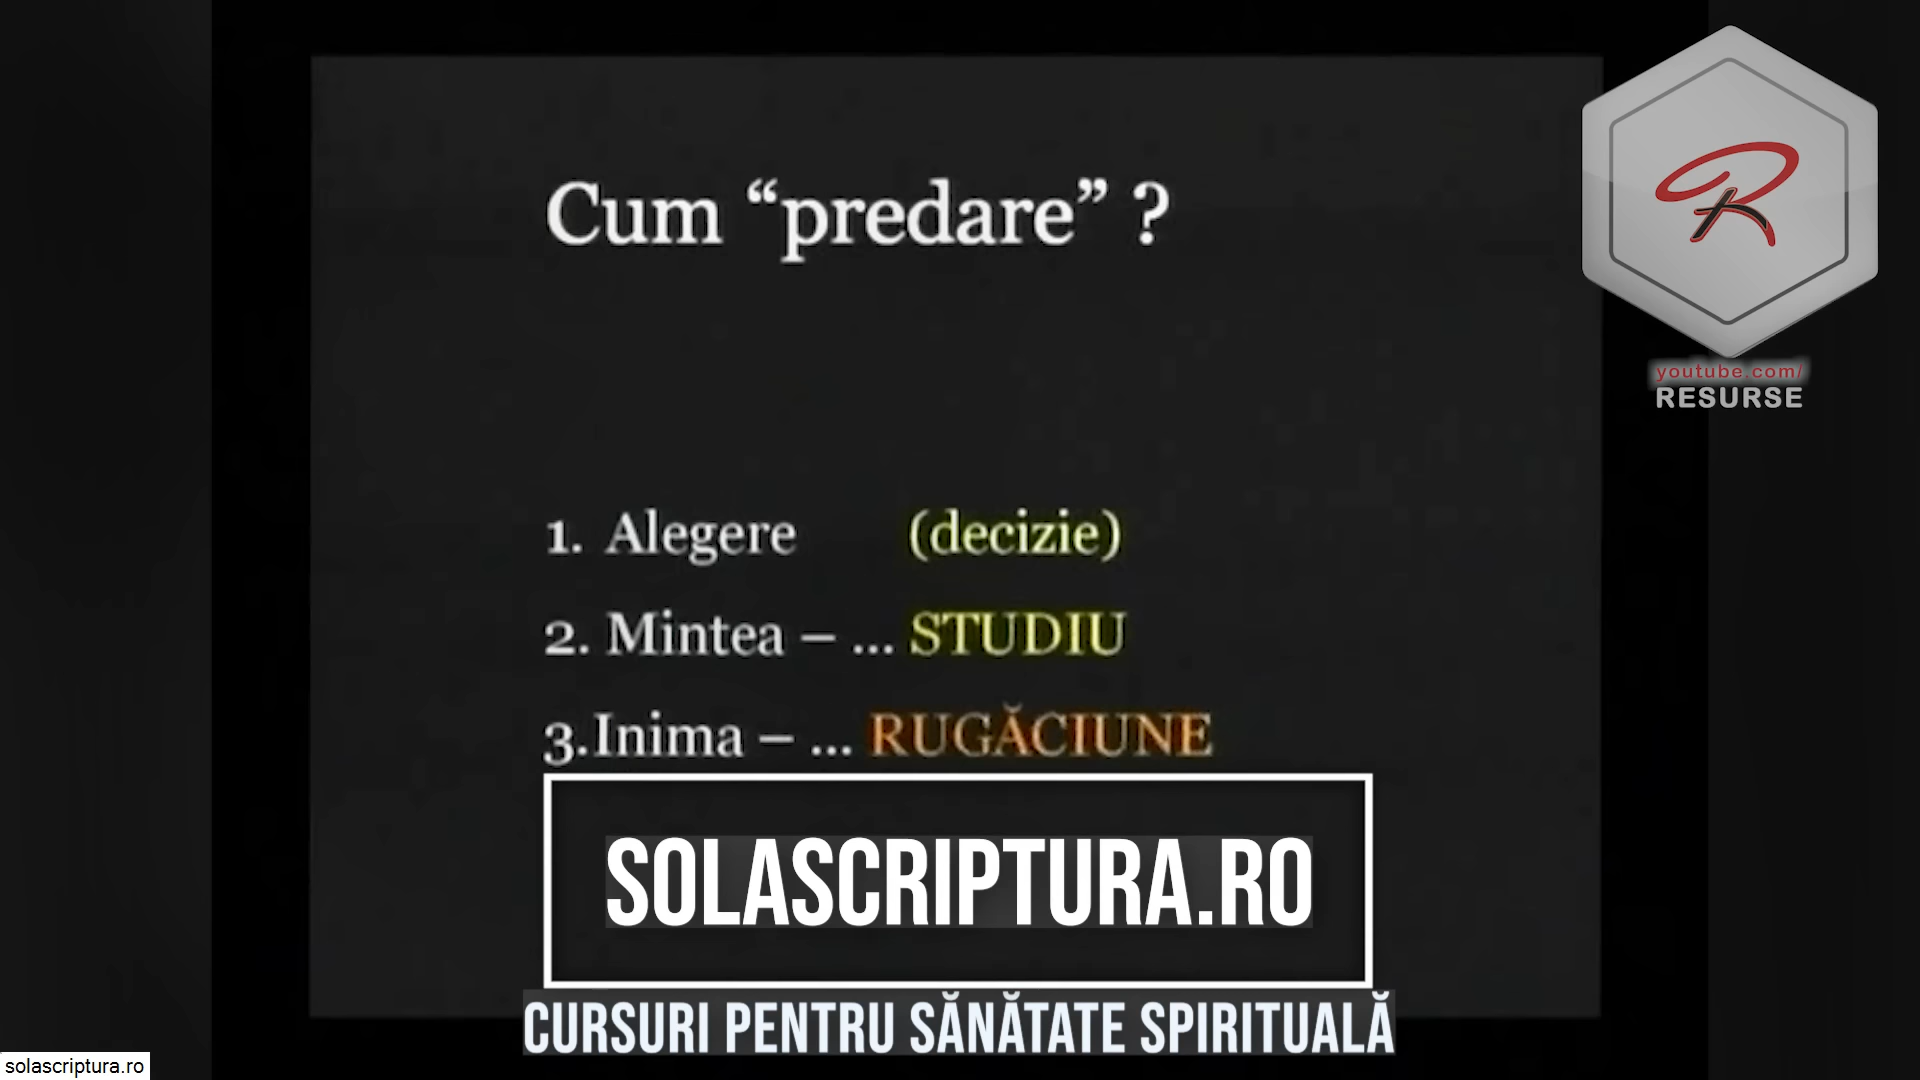 Cum “predare” ?
1. Alegere (decizie)
2. Mintea – ... STUDIU
3.Inima – ... RUGĂCIUNE
SOLASCRIPTURA.RO
CURSURI PENTRU SĂNĂTATE SPIRITUALĂ
R
youtube.com/
RESURSE
solascriptura.ro